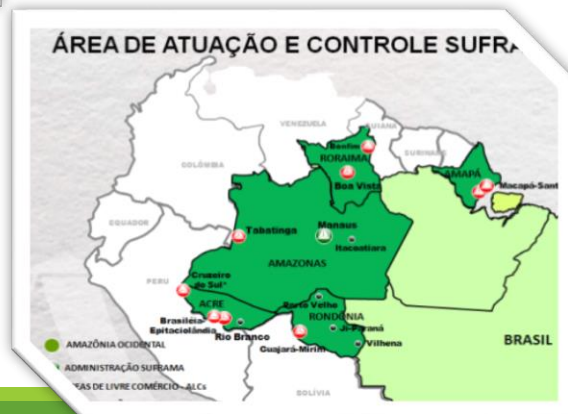 ÁREA DE ATUAÇÃO E CONTROLE SUFRA
VENEZUELA
GUIANA
SURINAME
COLÔMBIA
Bonfim
RORAIMA
Boa Vista
AMAPÁ
Macapá-Sant
EQUADOR
Tabatinga
Manaus
Itacoatiara
AMAZONAS
PERU
Cruzeiro
do Sul*
ACRE
Porto Velho
RONDÔNIA
Brasiléia-
Epitaciolândia
Rio Branco
Ji-Paraná
Vilhena
Guajará-Mirim
BRASIL
BOLÍVIA
AMAZÔNIA OCIDENTAL
ADMINISTRAÇÃO SUFRAMA
EAS DE LIVRE COMÉRCIO - ALCs